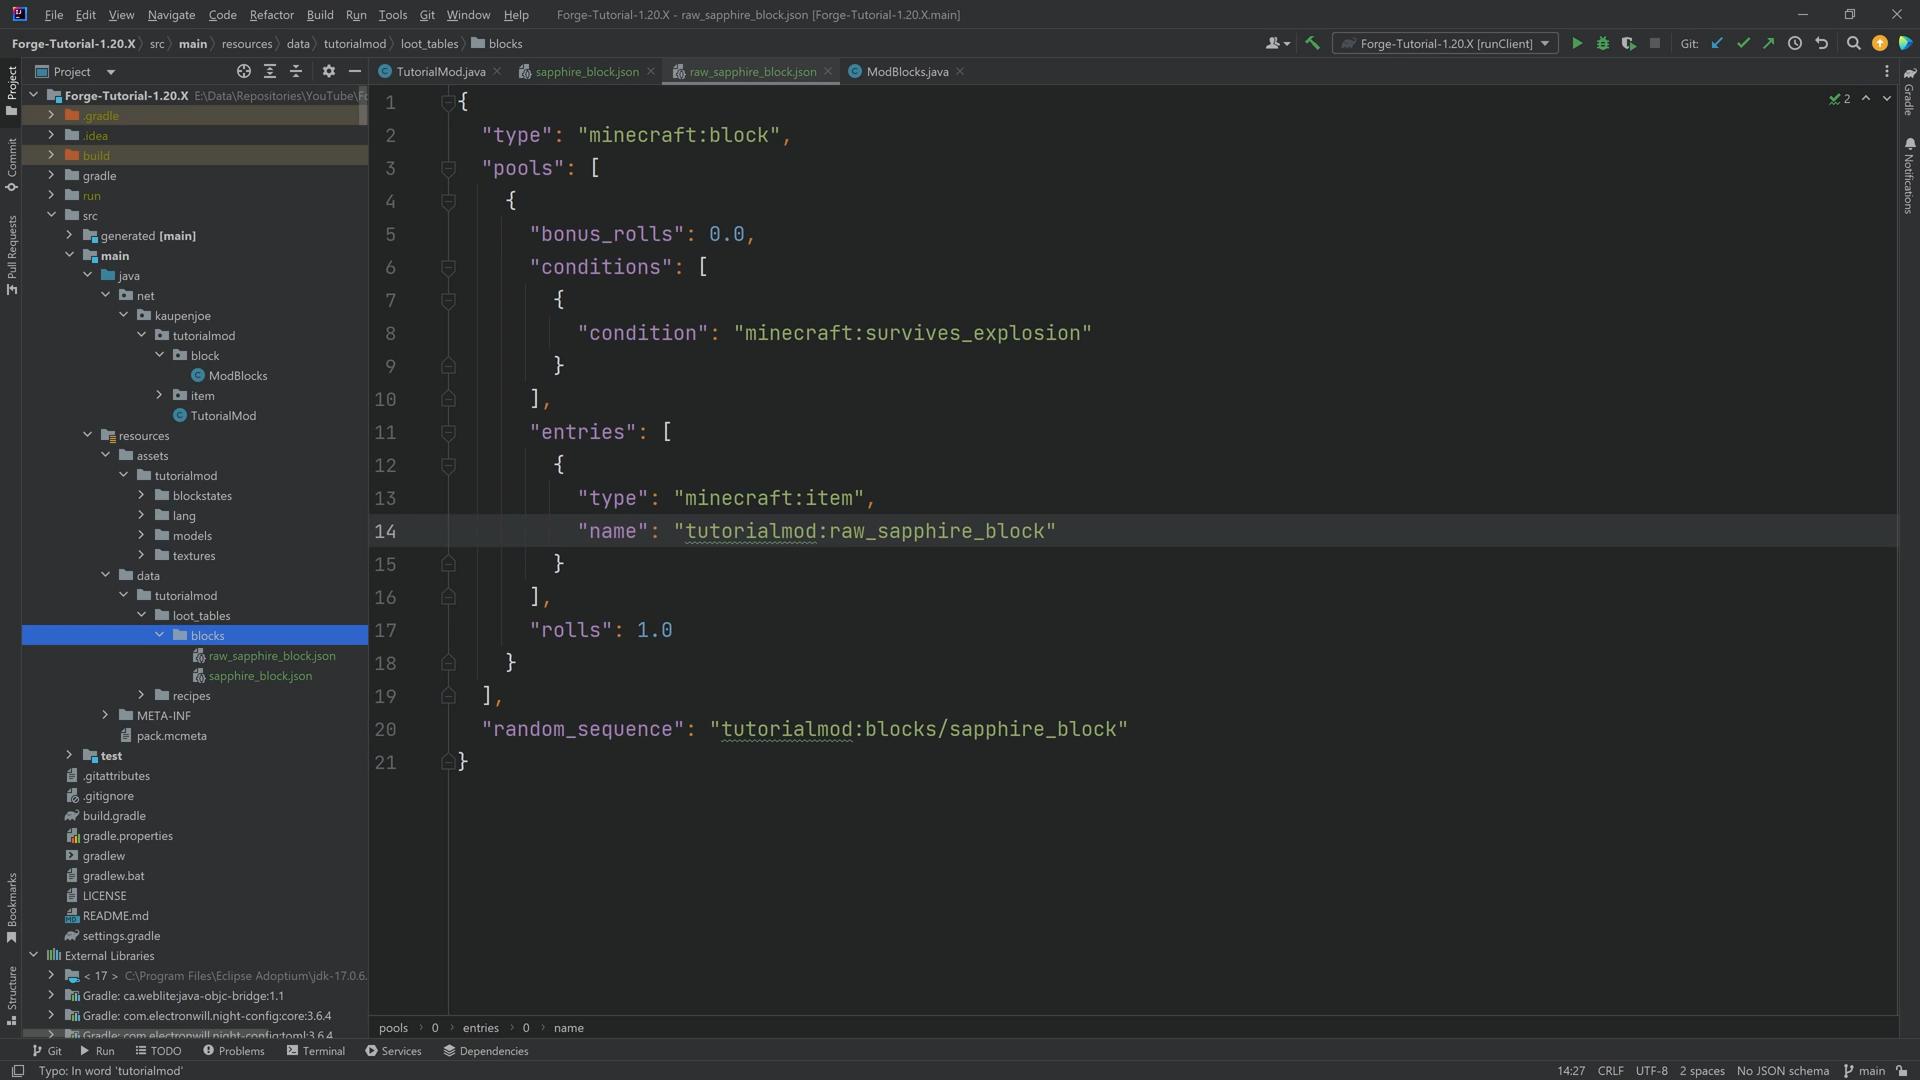 File Edit View Navigate Code Refactor Build Run Tools Git Window Help Forge-Tutorial-1.20.X - raw_sapphire_block.json [Forge-Tutorial-1.20.X.main]
Forge-Tutorial-1.20.X src main resources data tutorialmod loot_tables blocks Forge-Tutorial-1.20.X [runClient] Git:
Project TutorialMod.java sapphire_block.json raw_sapphire_block.json ModBlocks.java
Project
Commit
Pull Requests
Bookmarks
Structure
Forge-Tutorial-1.20.X E:\Data\Repositories\YouTube\Fo
.gradle
.idea
build
gradle
run
src
generated [main]
main
java
net
kaupenjoe
tutorialmod
block
ModBlocks
item
TutorialMod
resources
assets
tutorialmod
blockstates
lang
models
textures
data
tutorialmod
loot_tables
blocks
raw_sapphire_block.json
sapphire_block.json
recipes
META-INF
pack.mcmeta
test
.gitattributes
.gitignore
build.gradle
gradle.properties
gradlew
gradlew.bat
LICENSE
README.md
settings.gradle
External Libraries
< 17 > C:\Program Files\Eclipse Adoptium\jdk-17.0.6.
Gradle: ca.weblite:java-objc-bridge:1.1
Gradle: com.electronwill.night-config:core:3.6.4
Gradle: com.electronwill.night-config:toml:3.6.4
1 {
2 "type": "minecraft:block",
3 "pools": [
4 {
5 "bonus_rolls": 0.0,
6 "conditions": [
7 {
8 "condition": "minecraft:survives_explosion"
9 }
10 ],
11 "entries": [
12 {
13 "type": "minecraft:item",
14 "name": "tutorialmod:raw_sapphire_block"
15 }
16 ],
17 "rolls": 1.0
18 }
19 ],
20 "random_sequence": "tutorialmod:blocks/sapphire_block"
21 }
2
Gradle
Notifications
pools 0 entries 0 name
Git Run TODO Problems Terminal Services Dependencies
Typo: In word 'tutorialmod' 14:27 CRLF UTF-8 2 spaces No JSON schema main